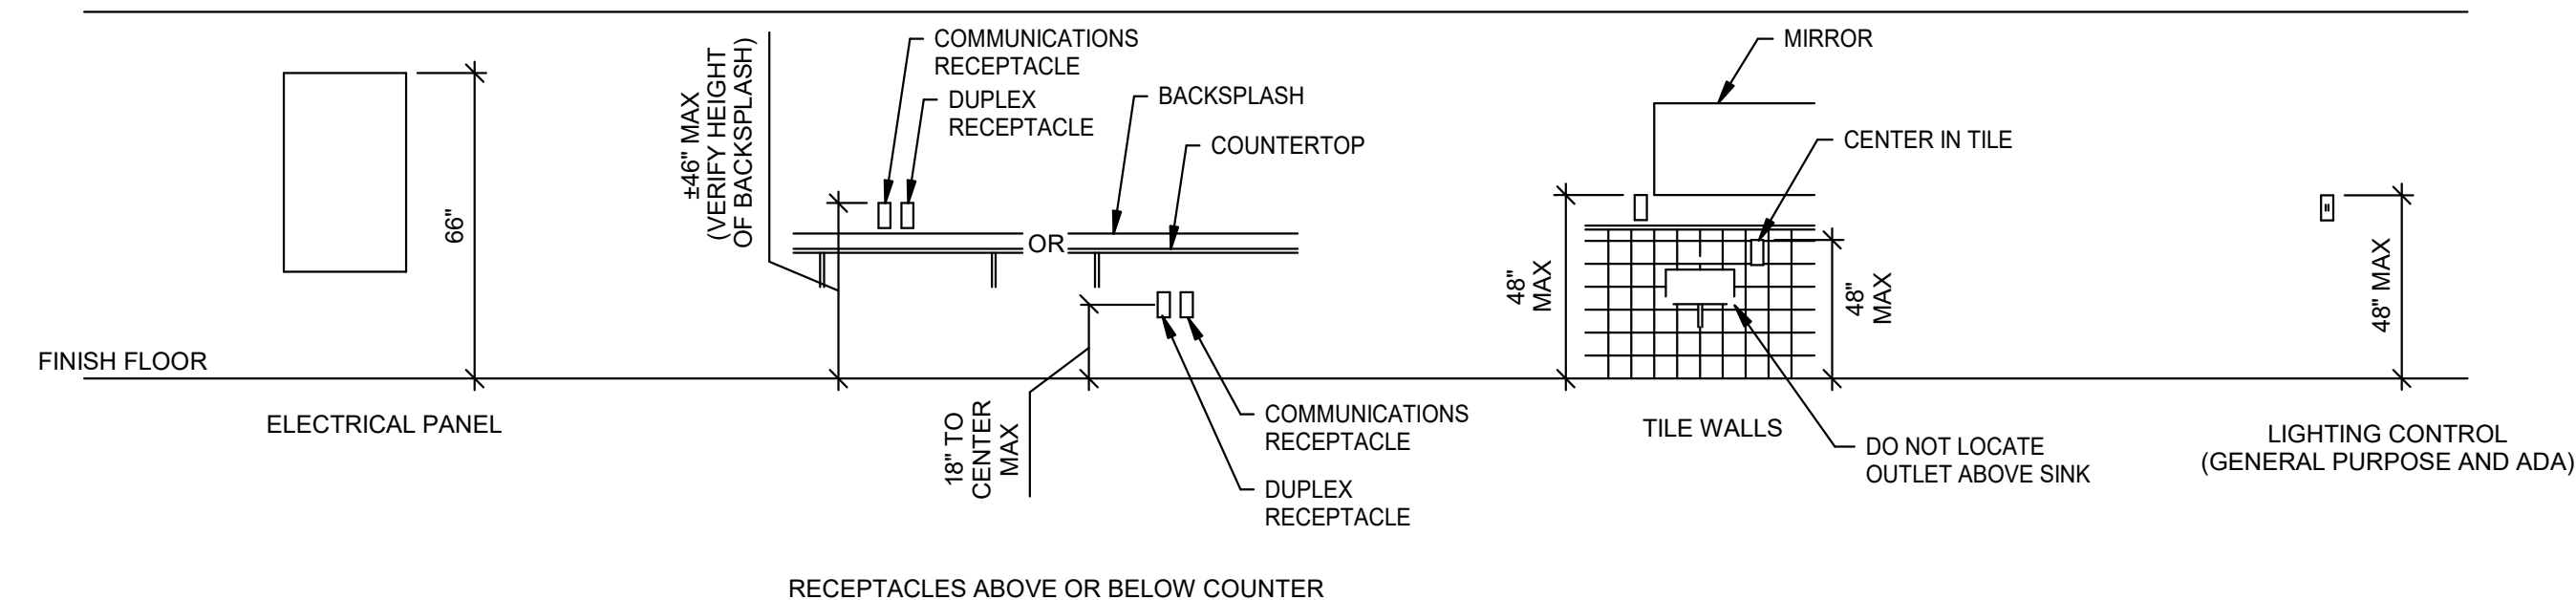 COMMUNICATIONS
RECEPTACLE
DUPLEX
RECEPTACLE
BACKSPLASH
COUNTERTOP
MIRROR
CENTER IN TILE
66"
±46" MAX
(VERIFY HEIGHT
OF BACKSPLASH)
OR
48"
MAX
48"
MAX
48" MAX
FINISH FLOOR
ELECTRICAL PANEL
18" TO
CENTER
MAX
COMMUNICATIONS
RECEPTACLE
DUPLEX
RECEPTACLE
TILE WALLS
DO NOT LOCATE
OUTLET ABOVE SINK
LIGHTING CONTROL
(GENERAL PURPOSE AND ADA)
RECEPTACLES ABOVE OR BELOW COUNTER